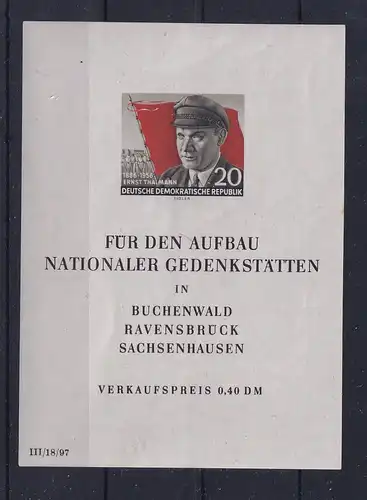 1886-1956
ERNST THÄLMANN
20
DEUTSCHE DEMOKRATISCHE REPUBLIK
FÜR DEN AUFBAU
NATIONALER GEDENKSTÄTTEN
IN
BUCHENWALD
RAVENSBRÜCK
SACHSENHAUSEN
VERKAUFSPREIS 0,40 DM
III/18/97